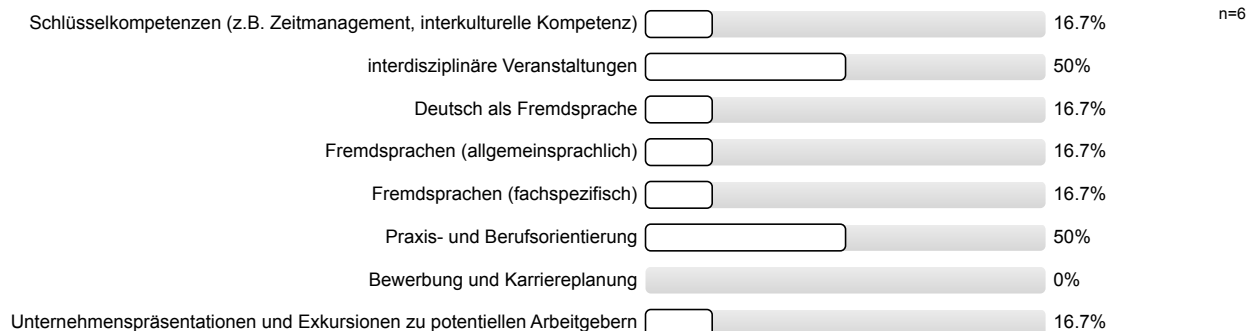 Schlüsselkompetenzen (z.B. Zeitmanagement, interkulturelle Kompetenz) 16.7% n=6
interdisziplinäre Veranstaltungen 50%
Deutsch als Fremdsprache 16.7%
Fremdsprachen (allgemeinsprachlich) 16.7%
Fremdsprachen (fachspezifisch) 16.7%
Praxis- und Berufsorientierung 50%
Bewerbung und Karriereplanung 0%
Unternehmenspräsentationen und Exkursionen zu potentiellen Arbeitgebern 16.7%